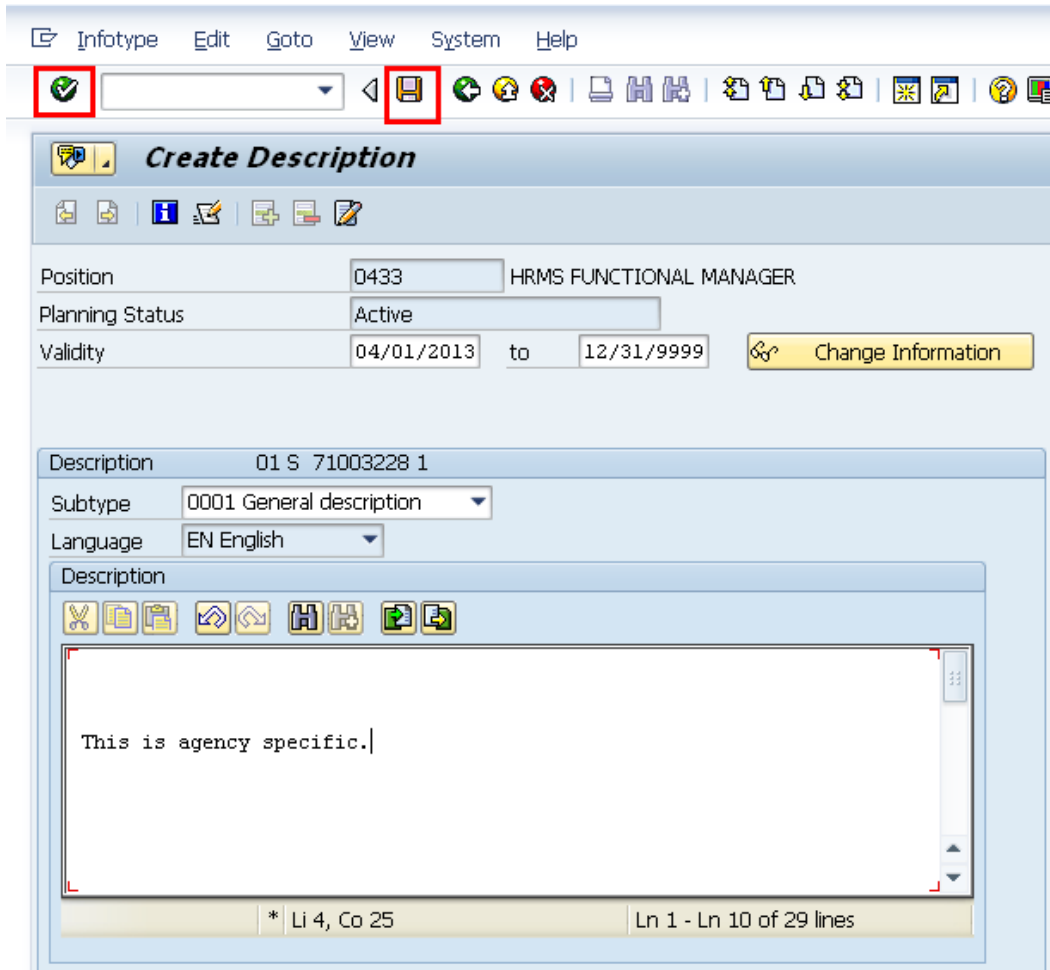 Infotype Edit Goto View System Help
Create Description
Position 0433 HRMS FUNCTIONAL MANAGER
Planning Status Active
Validity 04/01/2013 to 12/31/9999 Change Information
Description 01 S 71003228 1
Subtype 0001 General description
Language EN English
Description
This is agency specific.
* Li 4, Co 25 Ln 1 - Ln 10 of 29 lines